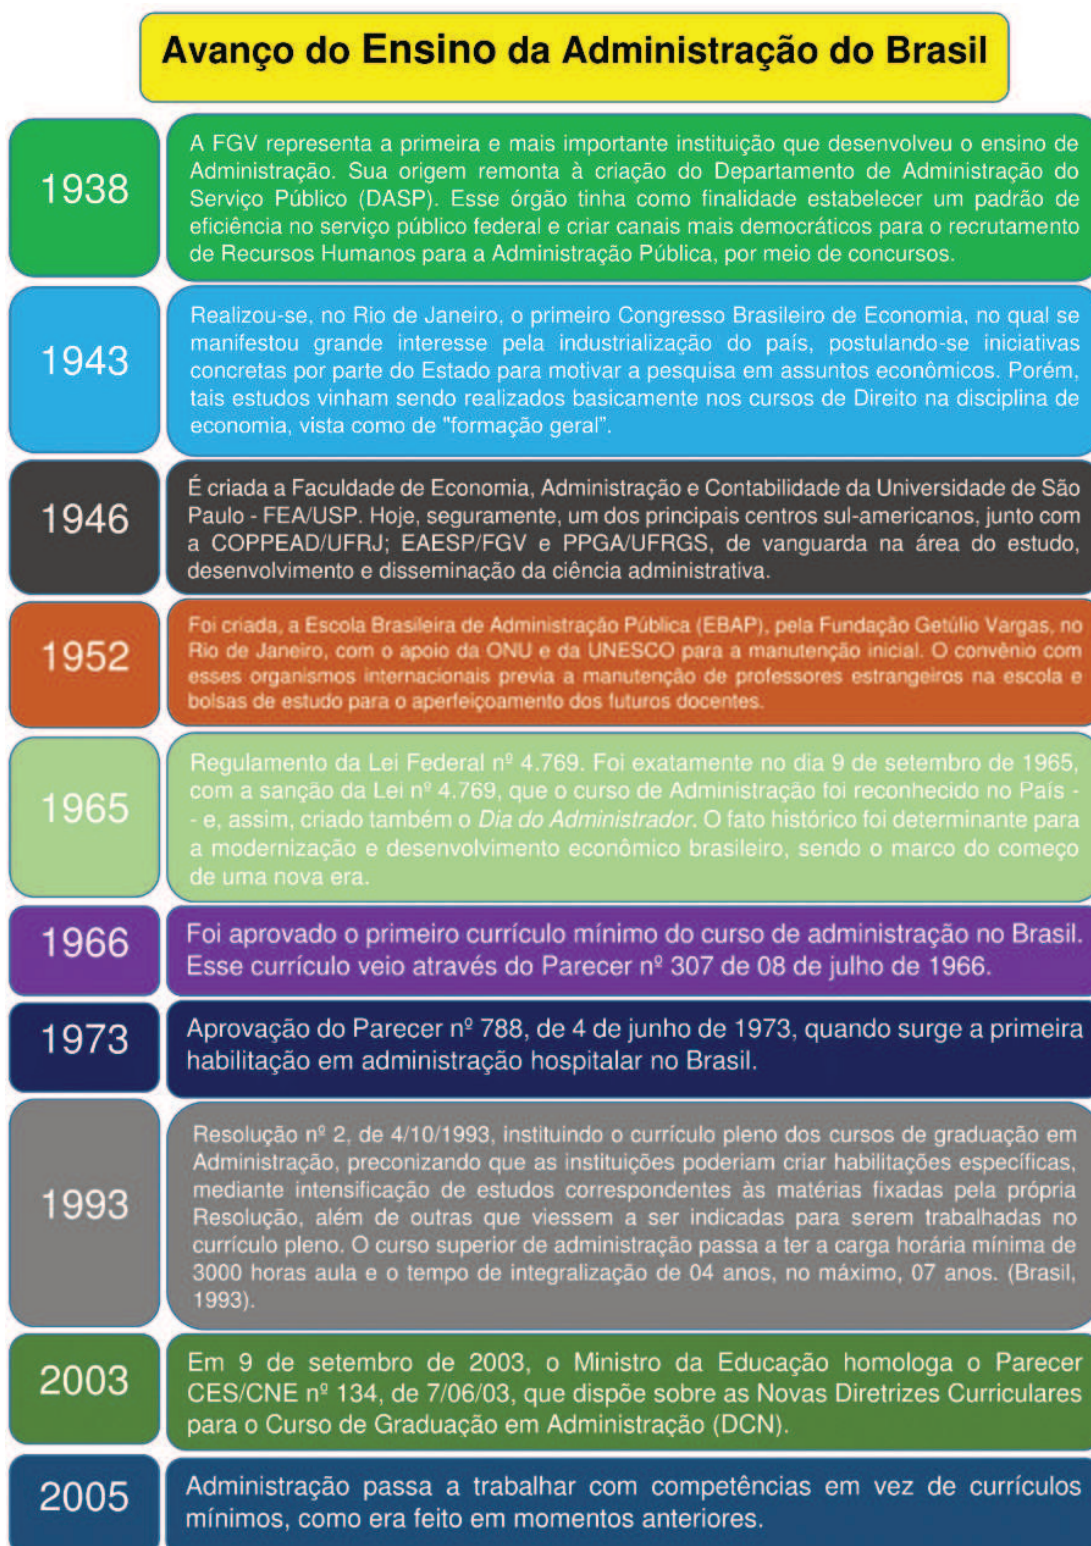 Avanço do Ensino da Administração do Brasil
1938
A FGV representa a primeira e mais importante instituição que desenvolveu o ensino de
Administração. Sua origem remonta à criação do Departamento de Administração do
Serviço Público (DASP). Esse órgão tinha como finalidade estabelecer um padrão de
eficiência no serviço público federal e criar canais mais democráticos para o recrutamento
de Recursos Humanos para a Administração Pública, por meio de concursos.
1943
Realizou-se, no Rio de Janeiro, o primeiro Congresso Brasileiro de Economia, no qual se
manifestou grande interesse pela industrialização do país, postulando-se iniciativas
concretas por parte do Estado para motivar a pesquisa em assuntos econômicos. Porém,
tais estudos vinham sendo realizados basicamente nos cursos de Direito na disciplina de
economia, vista como de "formação geral”.
1946
É criada a Faculdade de Economia, Administração e Contabilidade da Universidade de São
Paulo - FEA/USP. Hoje, seguramente, um dos principais centros sul-americanos, junto com
a COPPEAD/UFRJ; EAESP/FGV e PPGA/UFRGS, de vanguarda na área do estudo,
desenvolvimento e disseminação da ciência administrativa.
1952
Foi criada, a Escola Brasileira de Administração Pública (EBAP), pela Fundação Getúlio Vargas, no
Rio de Janeiro, com o apoio da ONU e da UNESCO para a manutenção inicial. O convênio com
esses organismos internacionais previa a manutenção de professores estrangeiros na escola e
bolsas de estudo para o aperfeiçoamento dos futuros docentes.
1965
Regulamento da Lei Federal nº 4.769. Foi exatamente no dia 9 de setembro de 1965,
com a sanção da Lei nº 4.769, que o curso de Administração foi reconhecido no País -
- e, assim, criado também o Dia do Administrador. O fato histórico foi determinante para
a modernização e desenvolvimento econômico brasileiro, sendo o marco do começo
de uma nova era.
1966
Foi aprovado o primeiro currículo mínimo do curso de administração no Brasil.
Esse currículo veio através do Parecer nº 307 de 08 de julho de 1966.
1973
Aprovação do Parecer nº 788, de 4 de junho de 1973, quando surge a primeira
habilitação em administração hospitalar no Brasil.
1993
Resolução nº 2, de 4/10/1993, instituindo o currículo pleno dos cursos de graduação em
Administração, preconizando que as instituições poderiam criar habilitações específicas,
mediante intensificação de estudos correspondentes às matérias fixadas pela própria
Resolução, além de outras que viessem a ser indicadas para serem trabalhadas no
currículo pleno. O curso superior de administração passa a ter a carga horária mínima de
3000 horas aula e o tempo de integralização de 04 anos, no máximo, 07 anos. (Brasil,
1993).
2003
Em 9 de setembro de 2003, o Ministro da Educação homologa o Parecer
CES/CNE nº 134, de 7/06/03, que dispõe sobre as Novas Diretrizes Curriculares
para o Curso de Graduação em Administração (DCN).
2005
Administração passa a trabalhar com competências em vez de currículos
mínimos, como era feito em momentos anteriores.